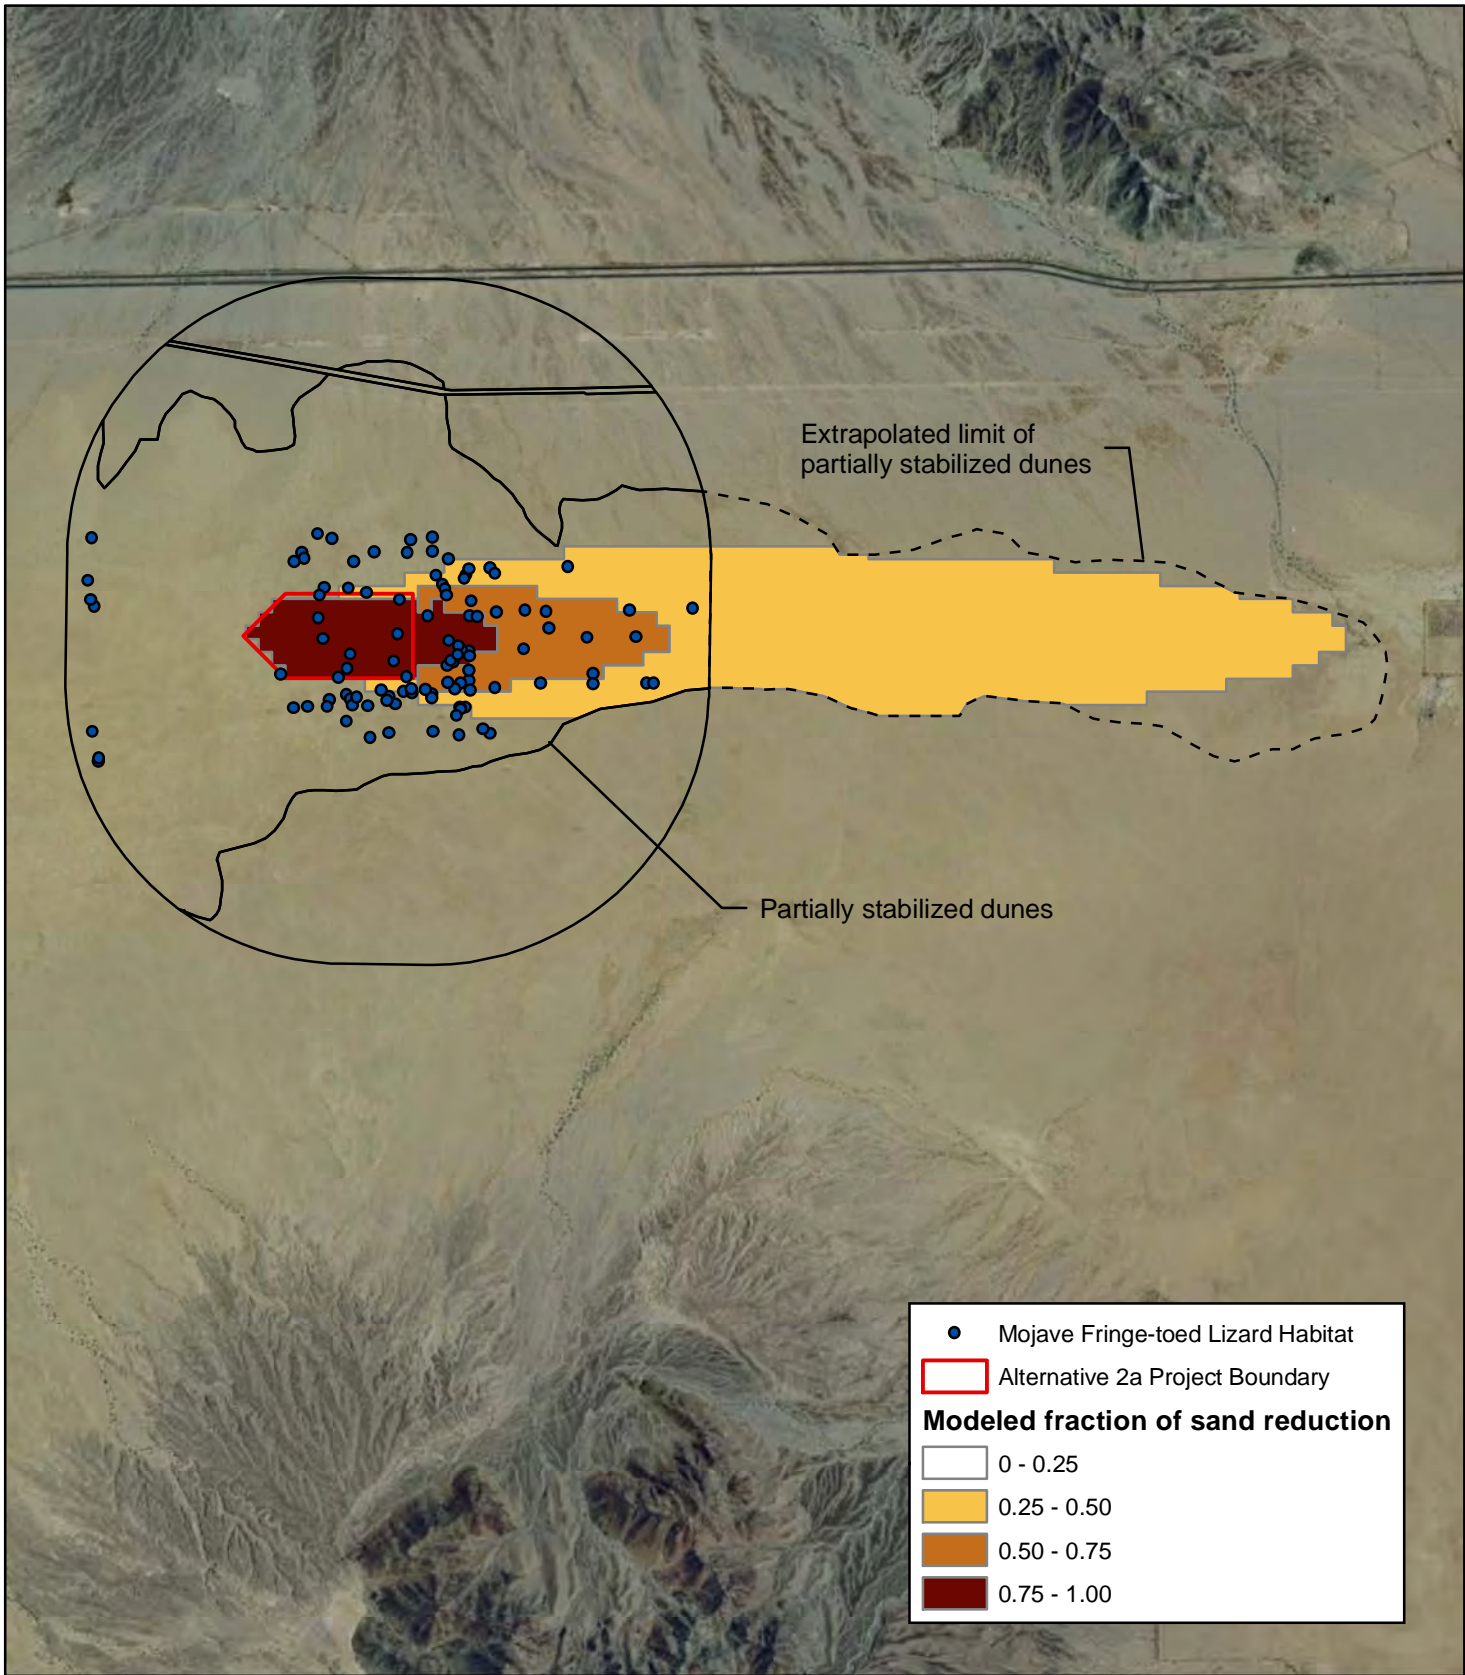 Extrapolated limit of
partially stabilized dunes
Partially stabilized dunes
Mojave Fringe-toed Lizard Habitat
Alternative 2a Project Boundary
Modeled fraction of sand reduction
0 - 0.25
0.25 - 0.50
0.50 - 0.75
0.75 - 1.00